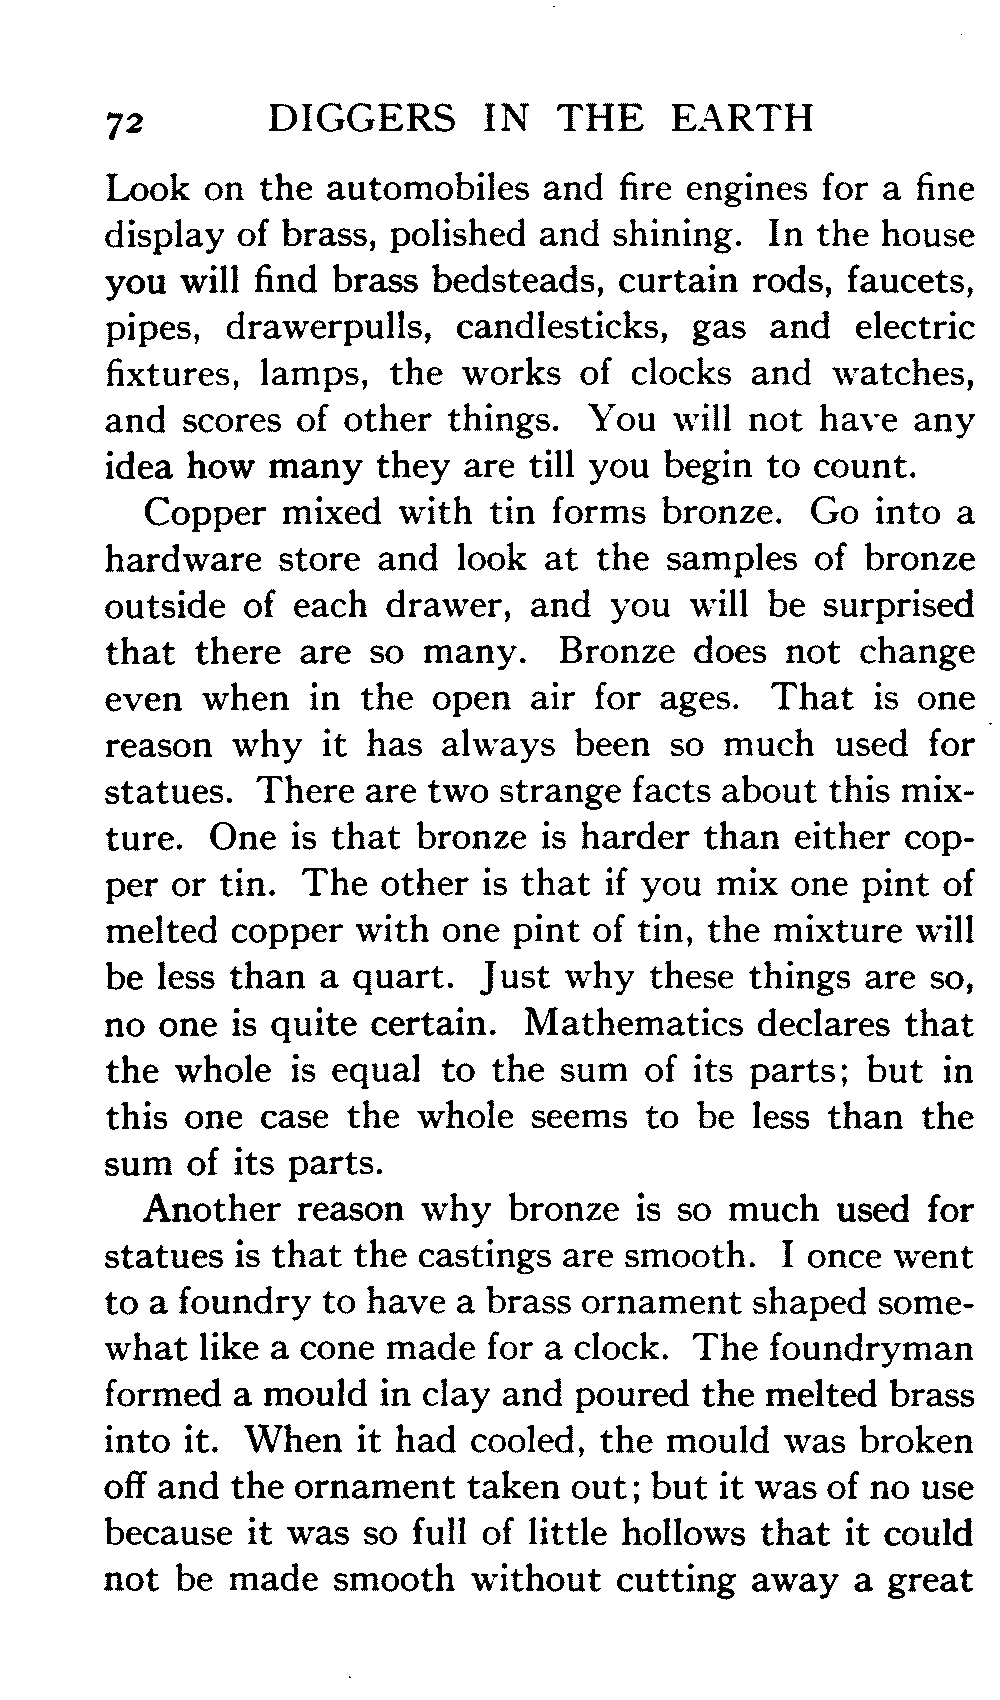 72 DIGGERS IN THE EARTH
Look on the automobiles and fire engines for a fine
display of brass, polished and shining. In the house
you will find brass bedsteads, curtain rods, faucets,
pipes, drawerpulls, candlesticks, gas and electric
fixtures, lamps, the works of clocks and watches,
and scores of other things. You will not have any
idea how many they are till you begin to count.
Copper mixed with tin forms bronze. Go into a
hardware store and look at the samples of bronze
outside of each drawer, and you will be surprised
that there are so many. Bronze does not change
even when in the open air for ages. That is one
reason why it has always been so much used for
statues. There are two strange facts about this mix-
ture. One is that bronze is harder than either cop-
per or tin. The other is that if you mix one pint of
melted copper with one pint of tin, the mixture will
be less than a quart. Just why these things are so,
no one is quite certain. Mathematics declares that
the whole is equal to the sum of its parts; but in
this one case the whole seems to be less than the
sum of its parts.
Another reason why bronze is so much used for
statues is that the castings are smooth. I once went
to a foundry to have a brass ornament shaped some-
what like a cone made for a clock. The foundryman
formed a mould in clay and poured the melted brass
into it. When it had cooled, the mould was broken
off and the ornament taken out; but it was of no use
because it was so full of little hollows that it could
not be made smooth without cutting away a great